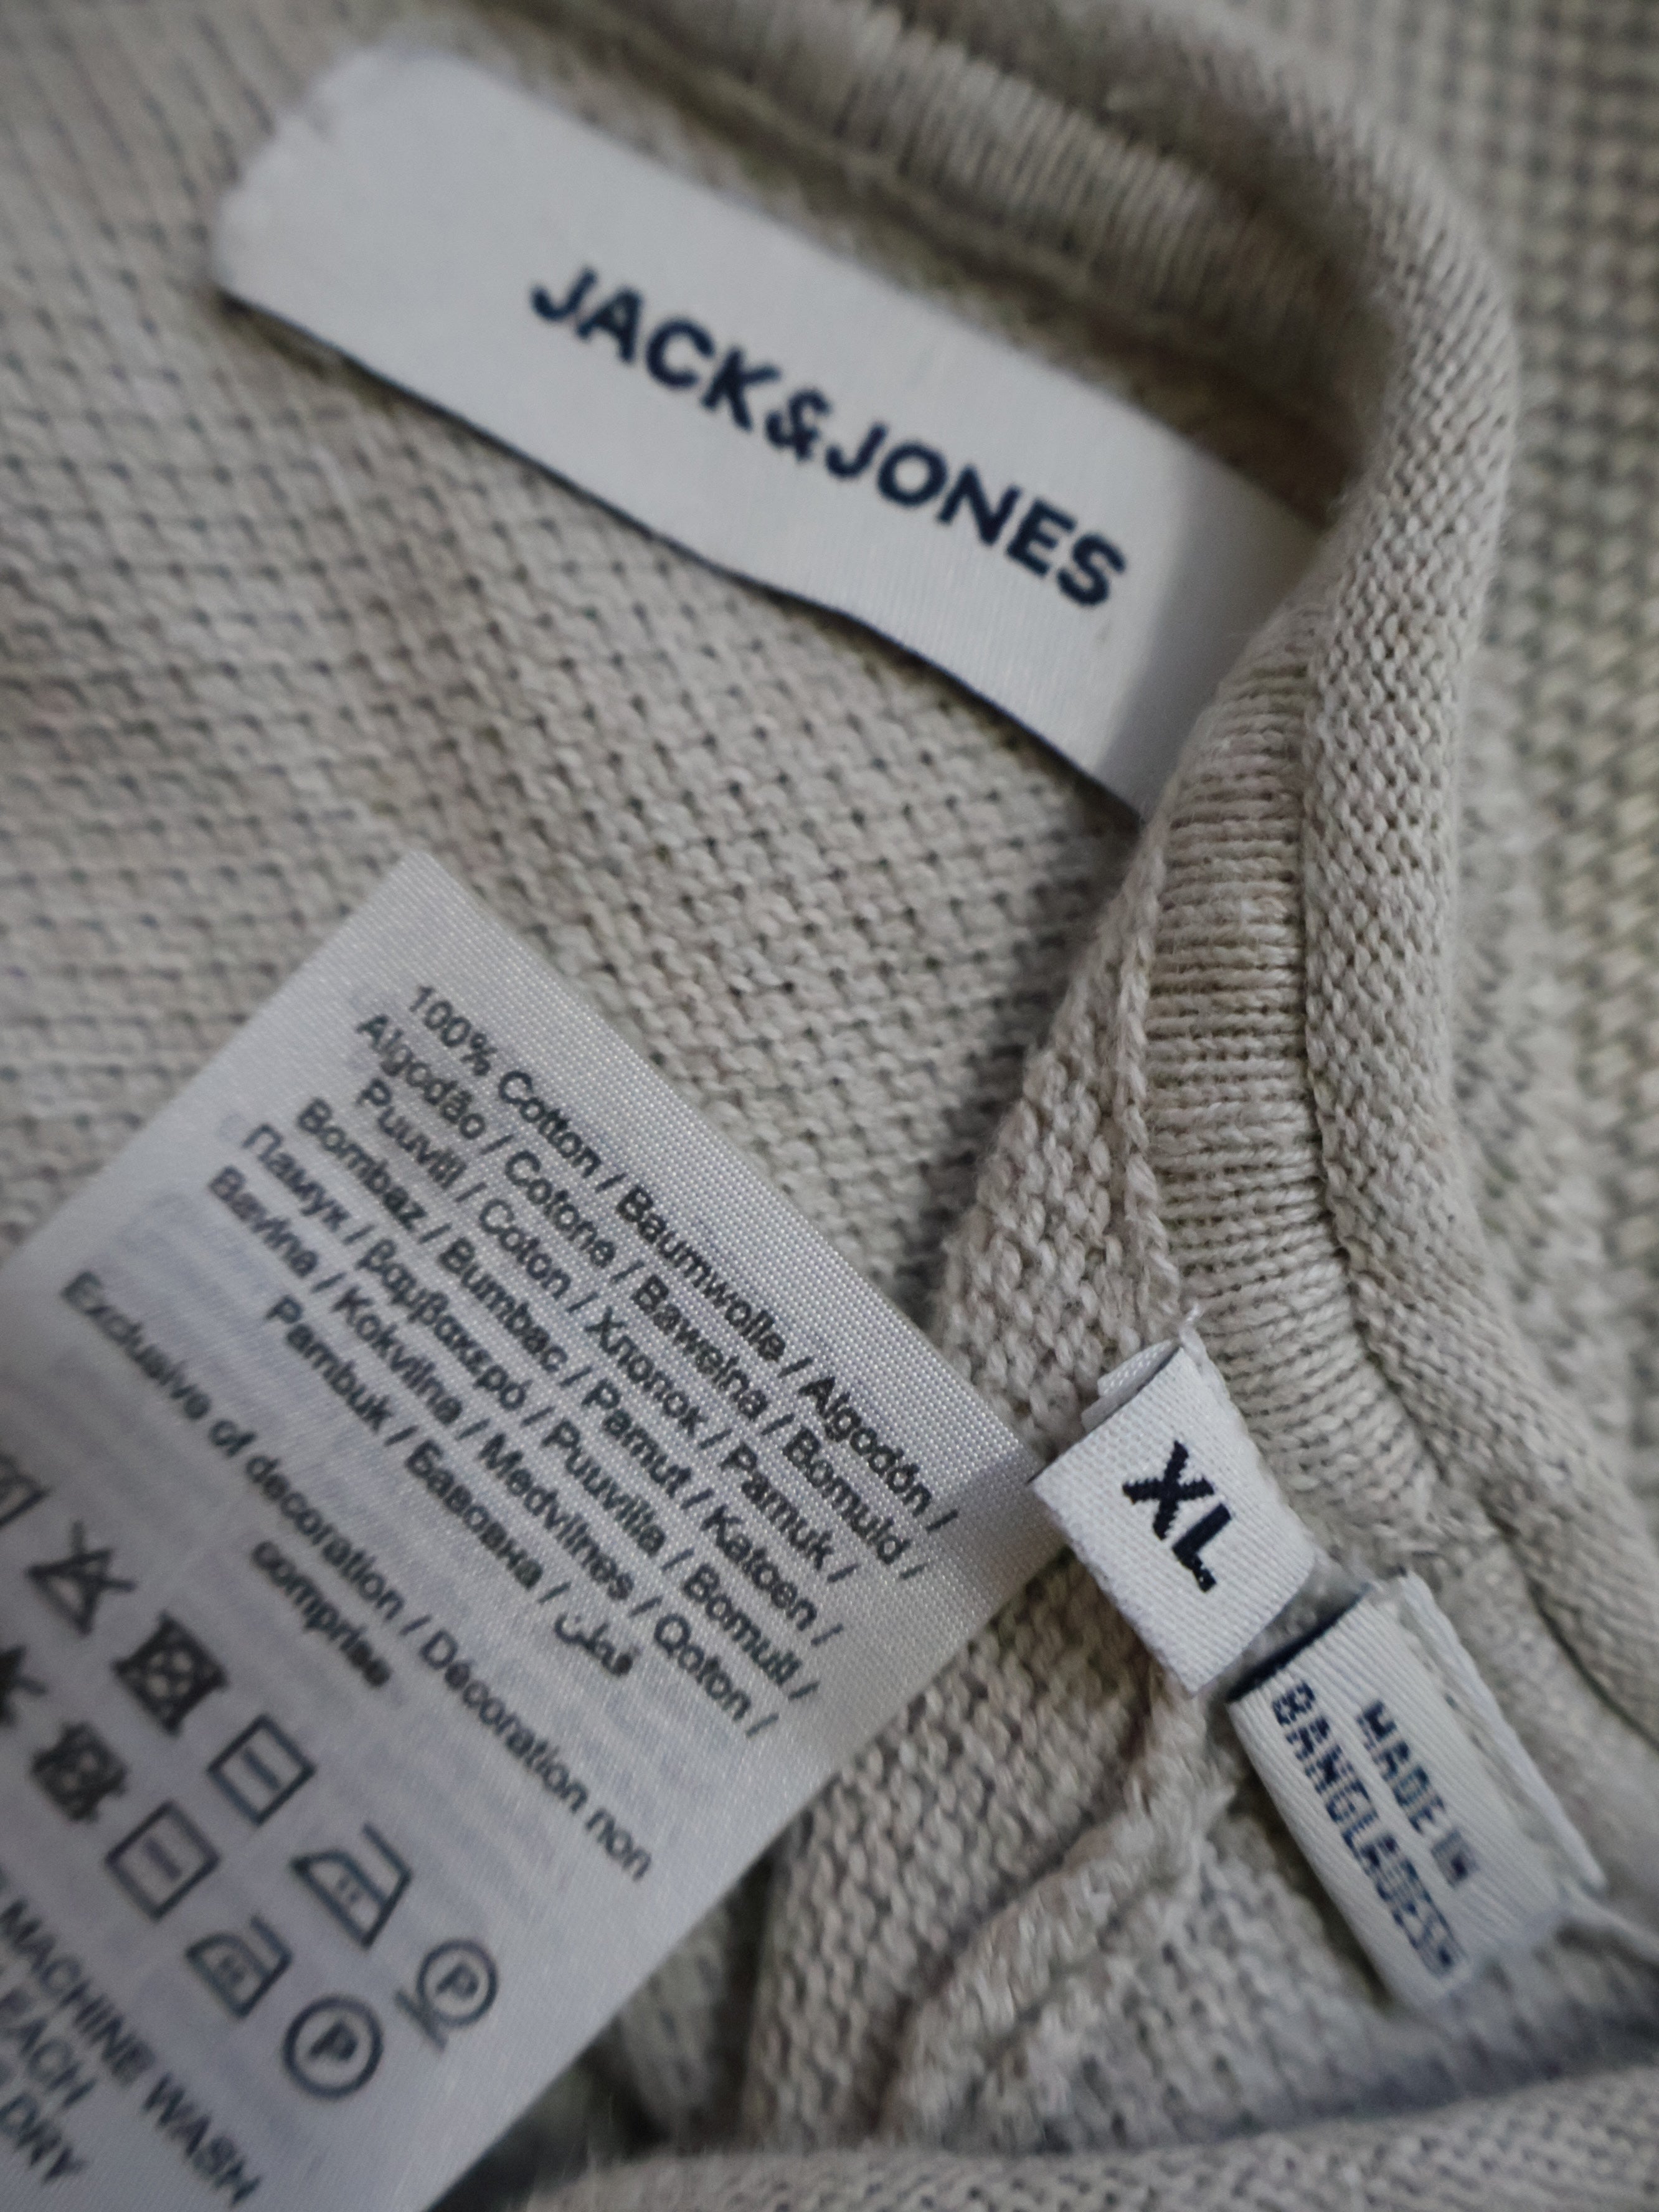 JACK&JONES
100% Cotton / Baumwolle / Algodón /
Algodão / Cotone / Bawełna / Bomuld /
Puuvill / Coton / Хлопок / Pamuk /
Bombaz / Bumbac / Pamut / Katoen /
Памук / βαμβακερό / Puuvilla / Bomull /
Bavlna / Kokvilna / Medvilnės / Qoton /
Pambuk / Бавовна / قطن
Exclusive of decoration / Décoration non
comprise
P
P
MACHINE WASH
DRY
XL
MADE IN
BANGLADESH